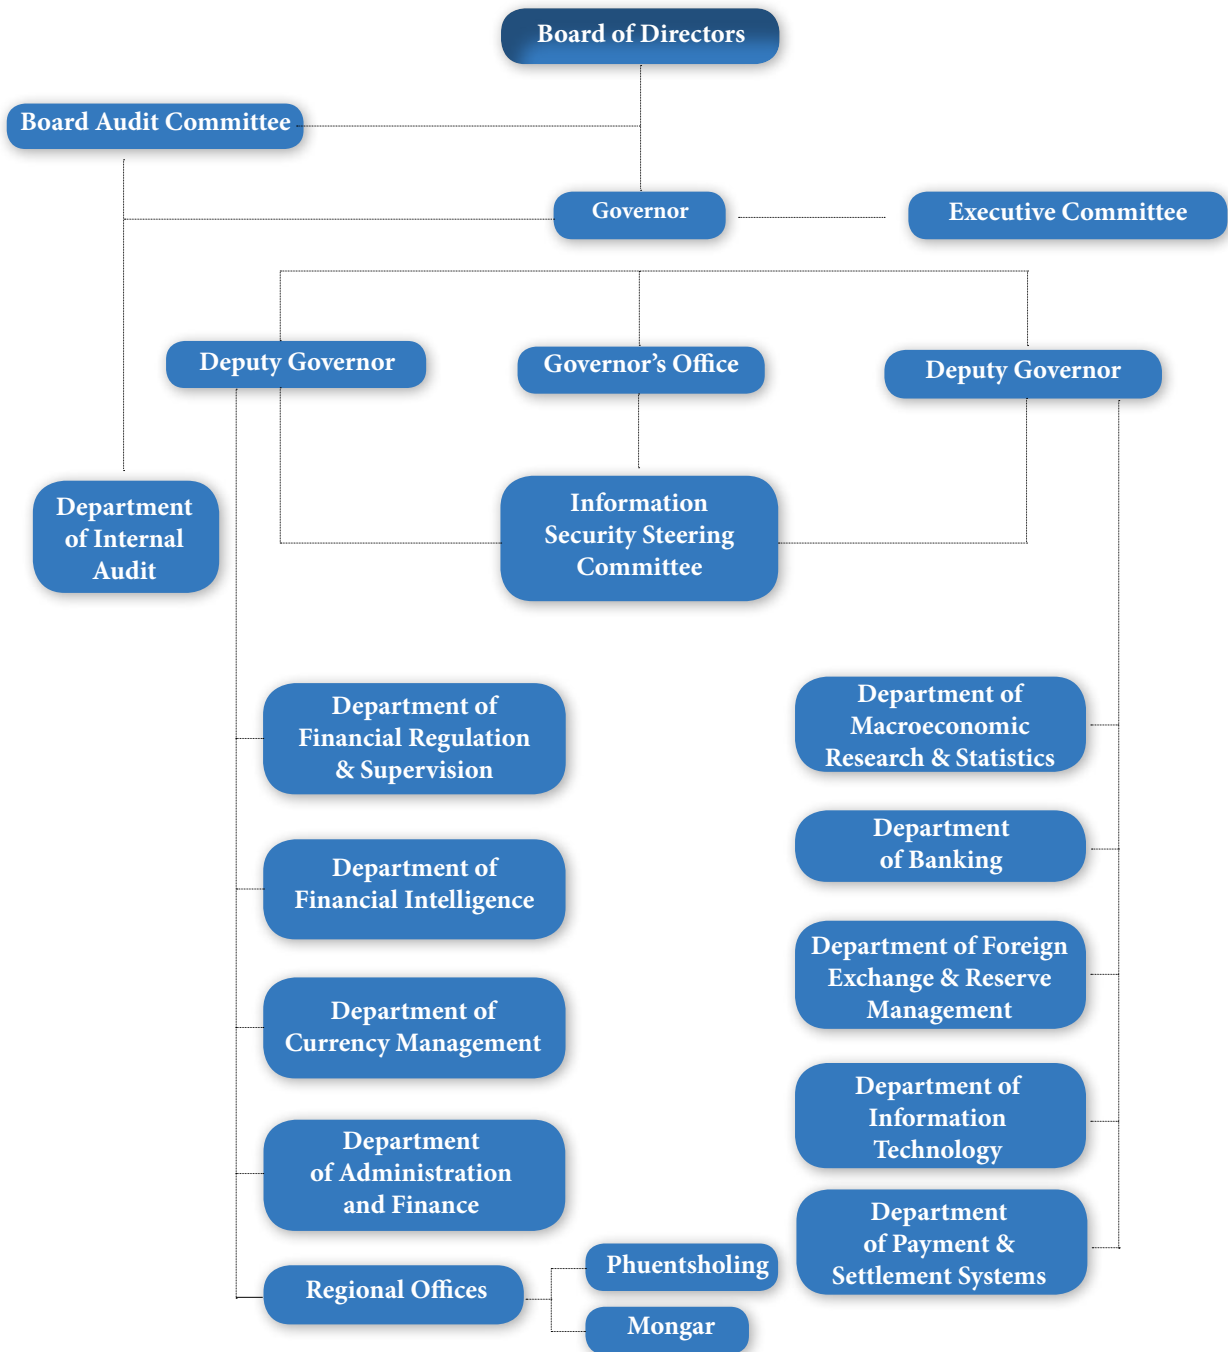 Board of Directors
Board Audit Committee
Governor
Executive Committee
Deputy Governor
Governor’s Office
Deputy Governor
Department
of Internal
Audit
Information
Security Steering
Committee
Department of
Financial Regulation
& Supervision
Department of
Financial Intelligence
Department of
Currency Management
Department
of Administration
and Finance
Regional Offices
Phuentsholing
Mongar
Department of
Macroeconomic
Research & Statistics
Department
of Banking
Department of Foreign
Exchange & Reserve
Management
Department of
Information
Technology
Department
of Payment &
Settlement Systems